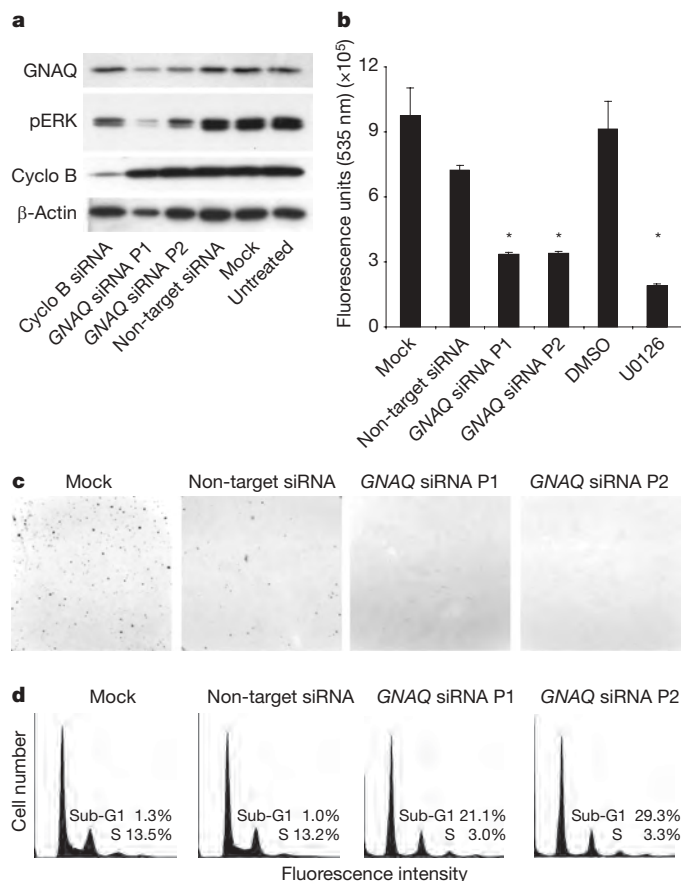 a
GNAQ
pERK
Cyclo B
β-Actin
Cyclo B siRNA
GNAQ siRNA P1
GNAQ siRNA P2
Non-target siRNA
Mock
Untreated
b
Fluorescence units (535 nm) (×10⁵)
12
9
6
3
0
*
*
*
Mock
Non-target siRNA
GNAQ siRNA P1
GNAQ siRNA P2
DMSO
U0126
c
Mock
Non-target siRNA
GNAQ siRNA P1
GNAQ siRNA P2
d
Mock
Non-target siRNA
GNAQ siRNA P1
GNAQ siRNA P2
Cell number
Sub-G1 1.3%
S 13.5%
Sub-G1 1.0%
S 13.2%
Sub-G1 21.1%
S 3.0%
Sub-G1 29.3%
S 3.3%
Fluorescence intensity